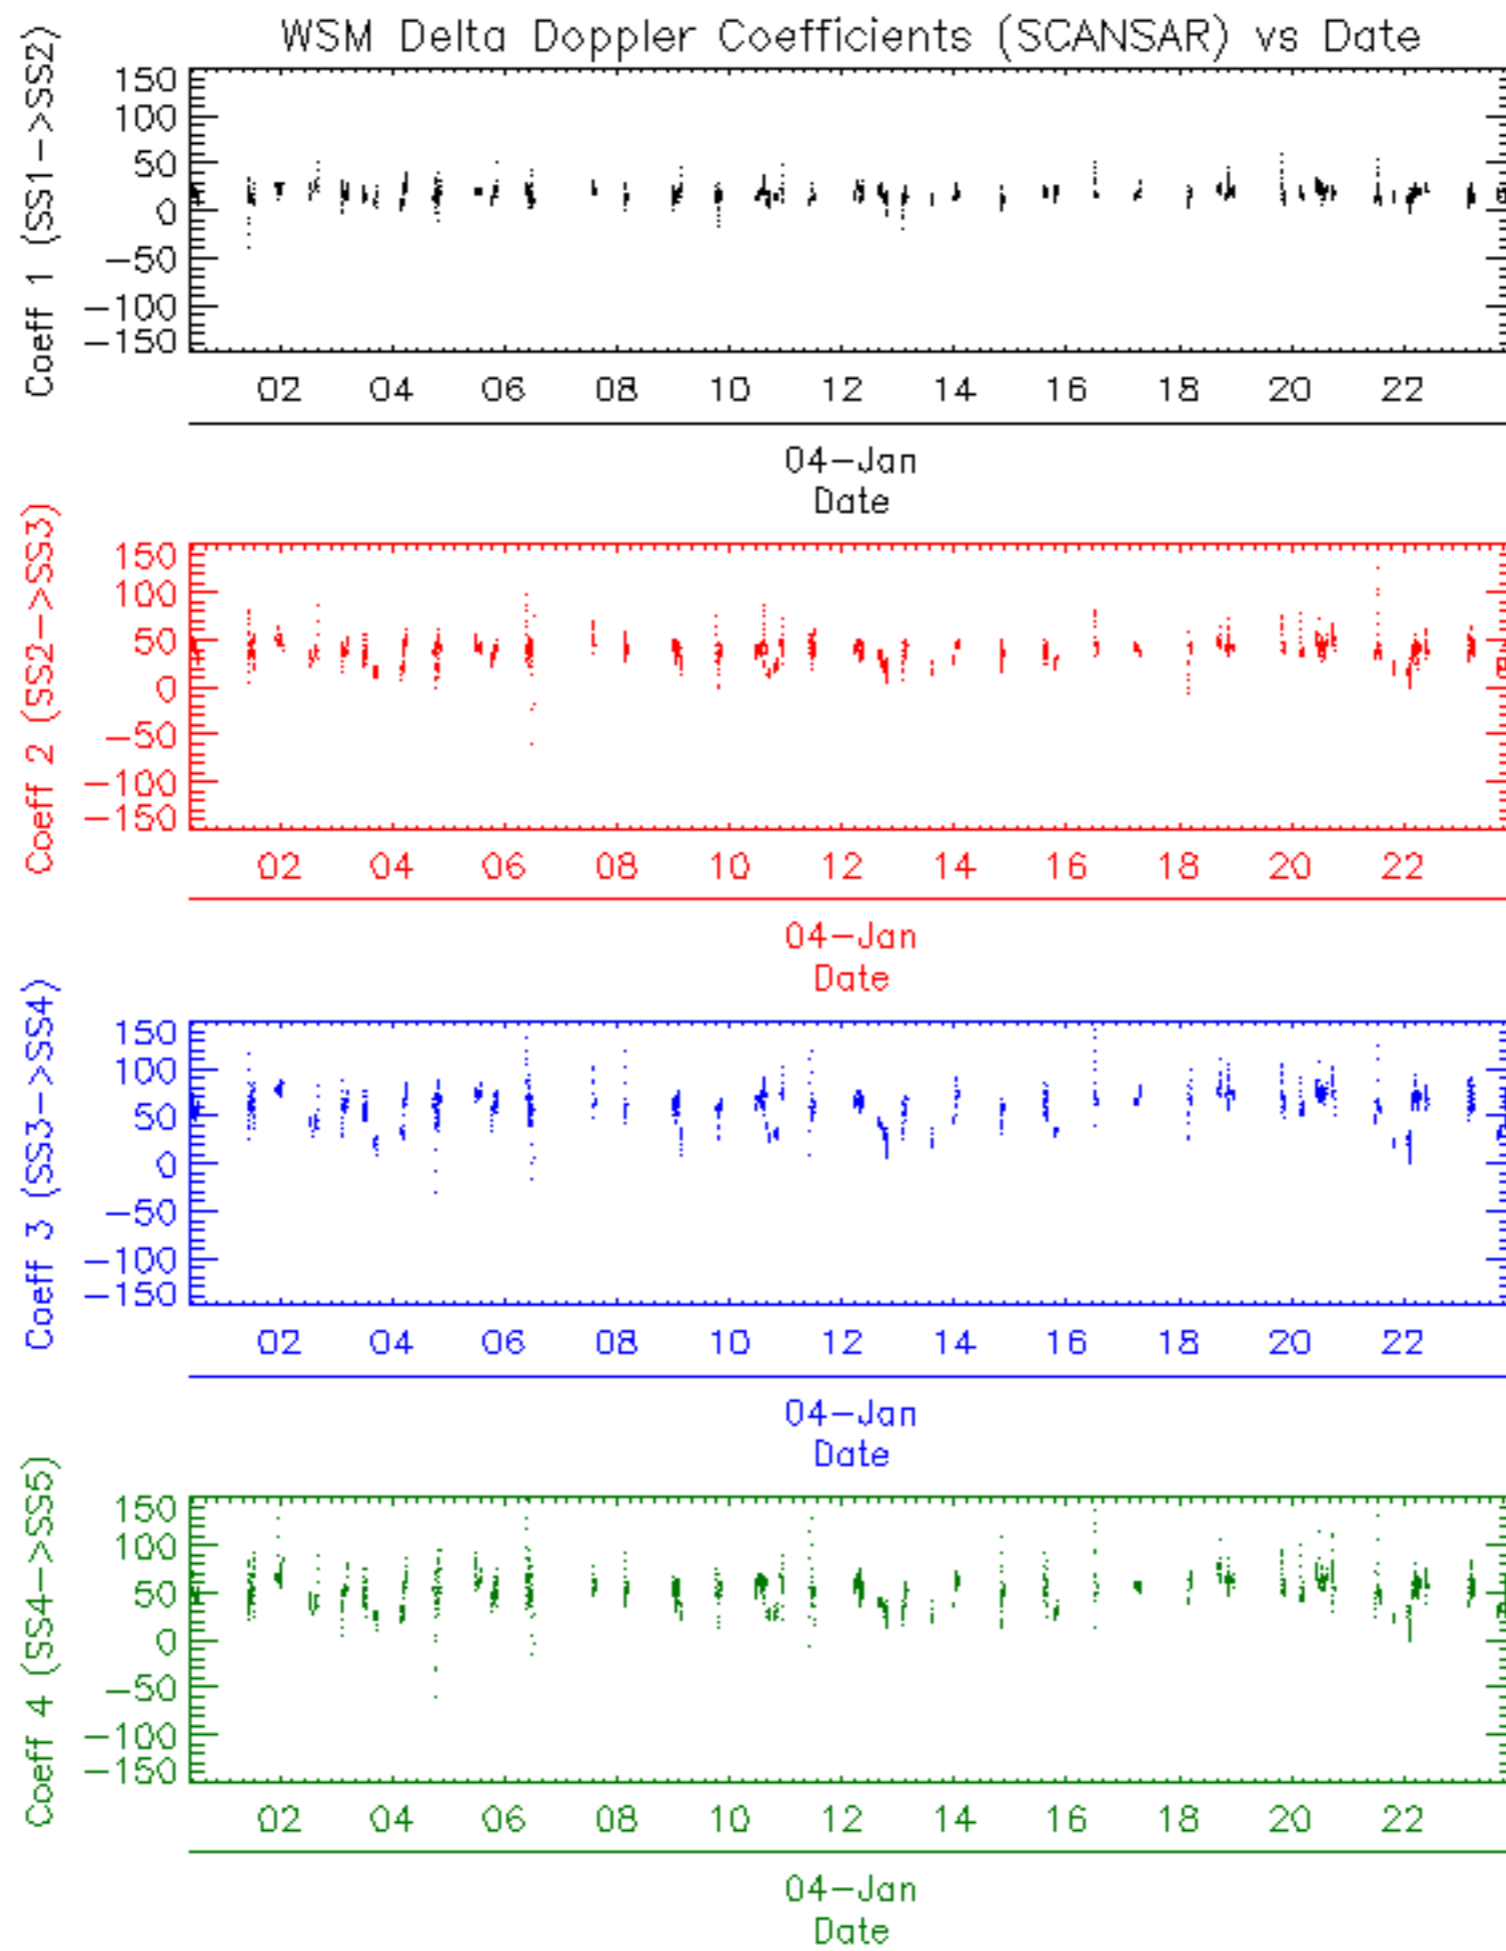 WSM Delta Doppler Coefficients (SCANSAR) vs Date
Coeff 1 (SS1->SS2)
150
100
50
0
-50
-100
-150
02 04 06 08 10 12 14 16 18 20 22
04-Jan
Date
Coeff 2 (SS2->SS3)
150
100
50
0
-50
-100
-150
02 04 06 08 10 12 14 16 18 20 22
04-Jan
Date
Coeff 3 (SS3->SS4)
150
100
50
0
-50
-100
-150
02 04 06 08 10 12 14 16 18 20 22
04-Jan
Date
Coeff 4 (SS4->SS5)
150
100
50
0
-50
-100
-150
02 04 06 08 10 12 14 16 18 20 22
04-Jan
Date